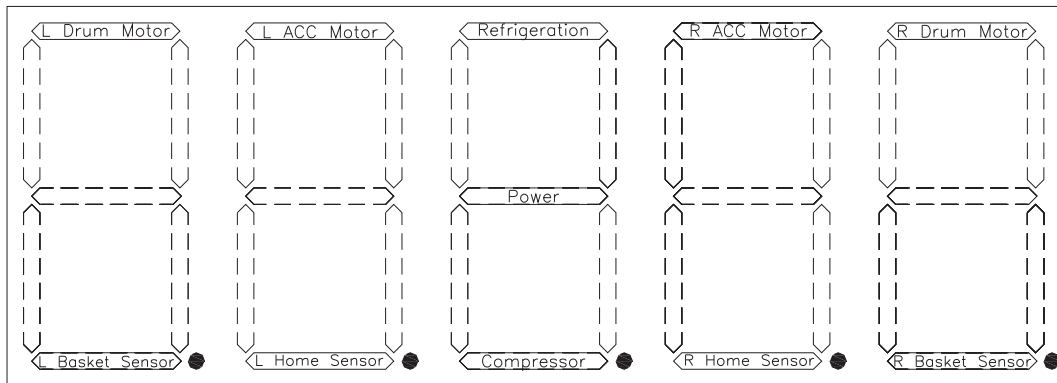 L Drum Motor
L ACC Motor
Refrigeration
R ACC Motor
R Drum Motor
Power
L Basket Sensor
L Home Sensor
Compressor
R Home Sensor
R Basket Sensor